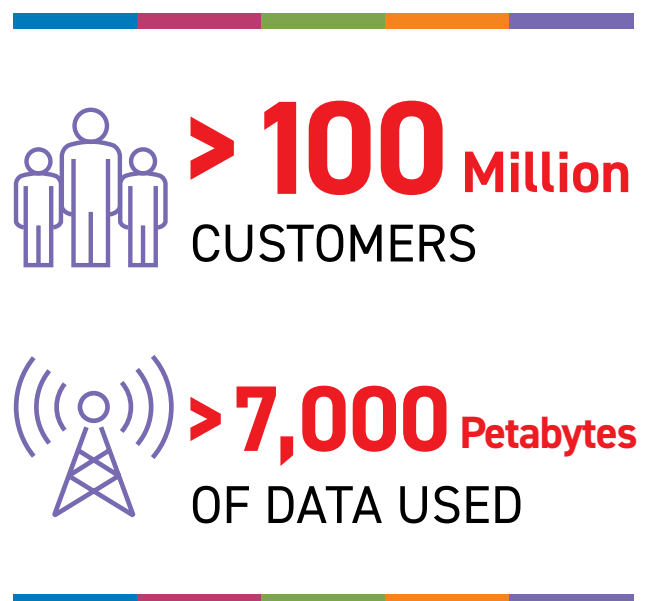 > 100 Million
CUSTOMERS
> 7,000 Petabytes
OF DATA USED